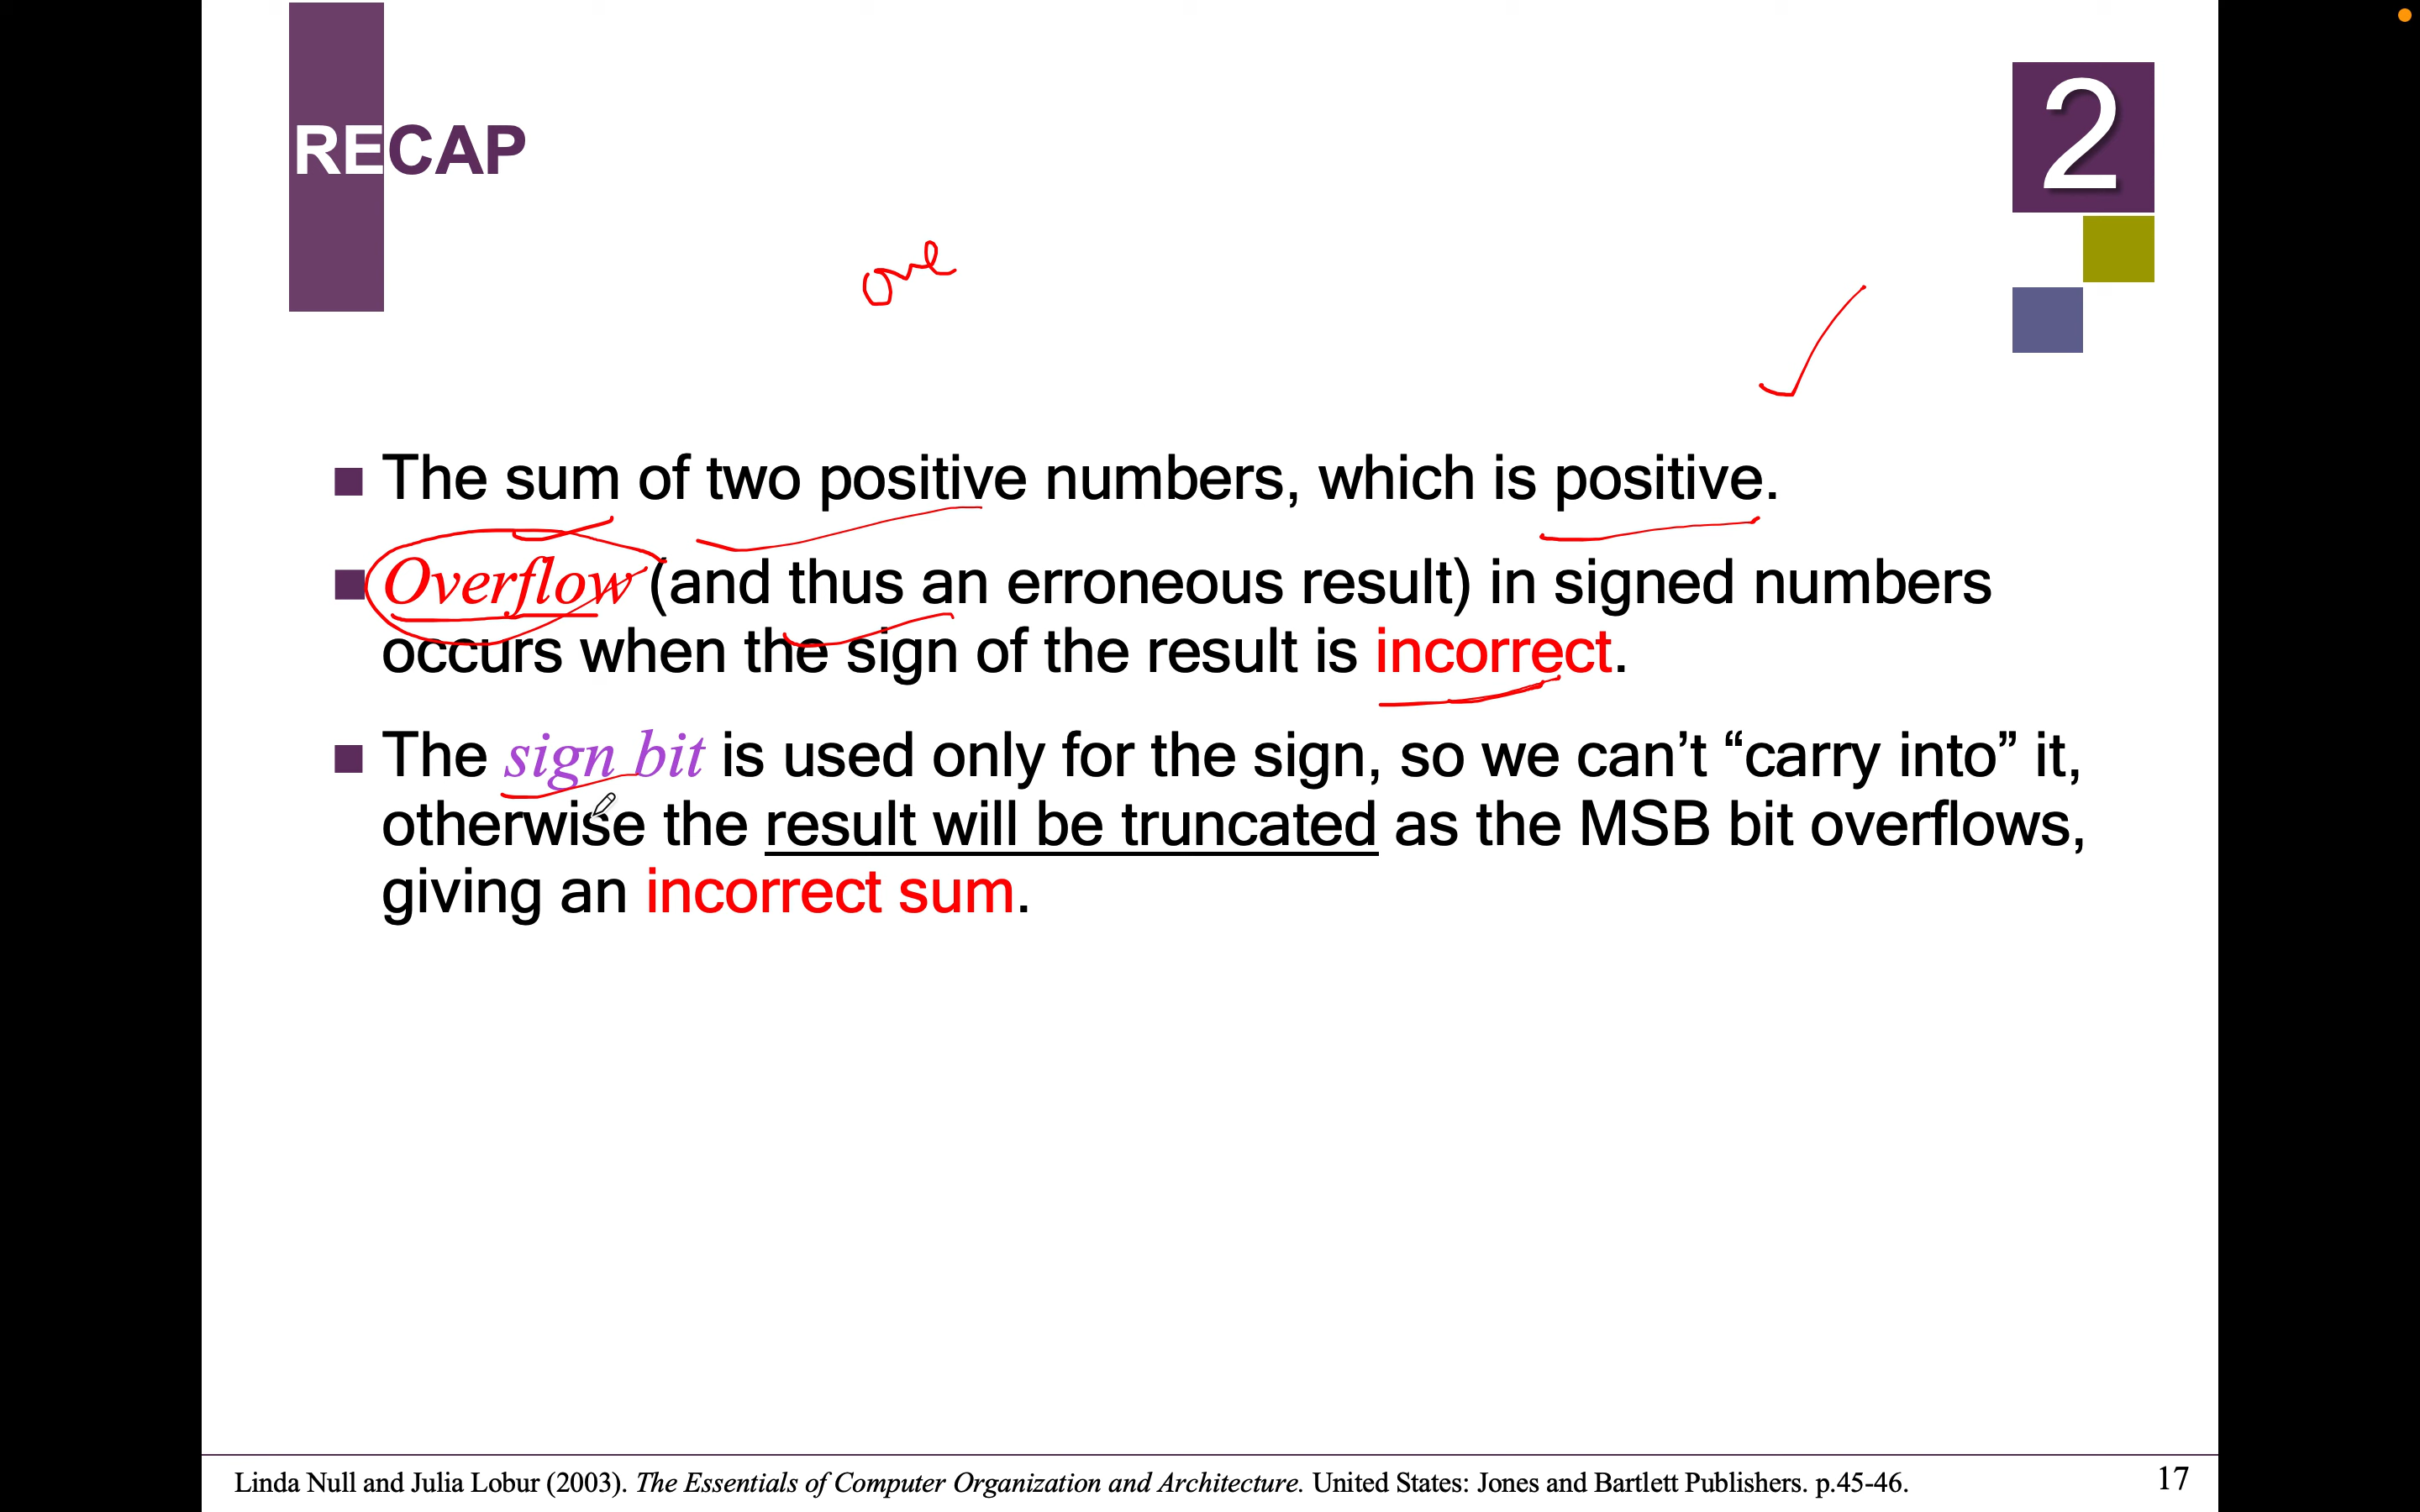 RECAP
2
one
The sum of two positive numbers, which is positive.
Overflow (and thus an erroneous result) in signed numbers
occurs when the sign of the result is incorrect.
The sign bit is used only for the sign, so we can’t “carry into” it,
otherwise the result will be truncated as the MSB bit overflows,
giving an incorrect sum.
Linda Null and Julia Lobur (2003). The Essentials of Computer Organization and Architecture. United States: Jones and Bartlett Publishers. p.45-46.
17